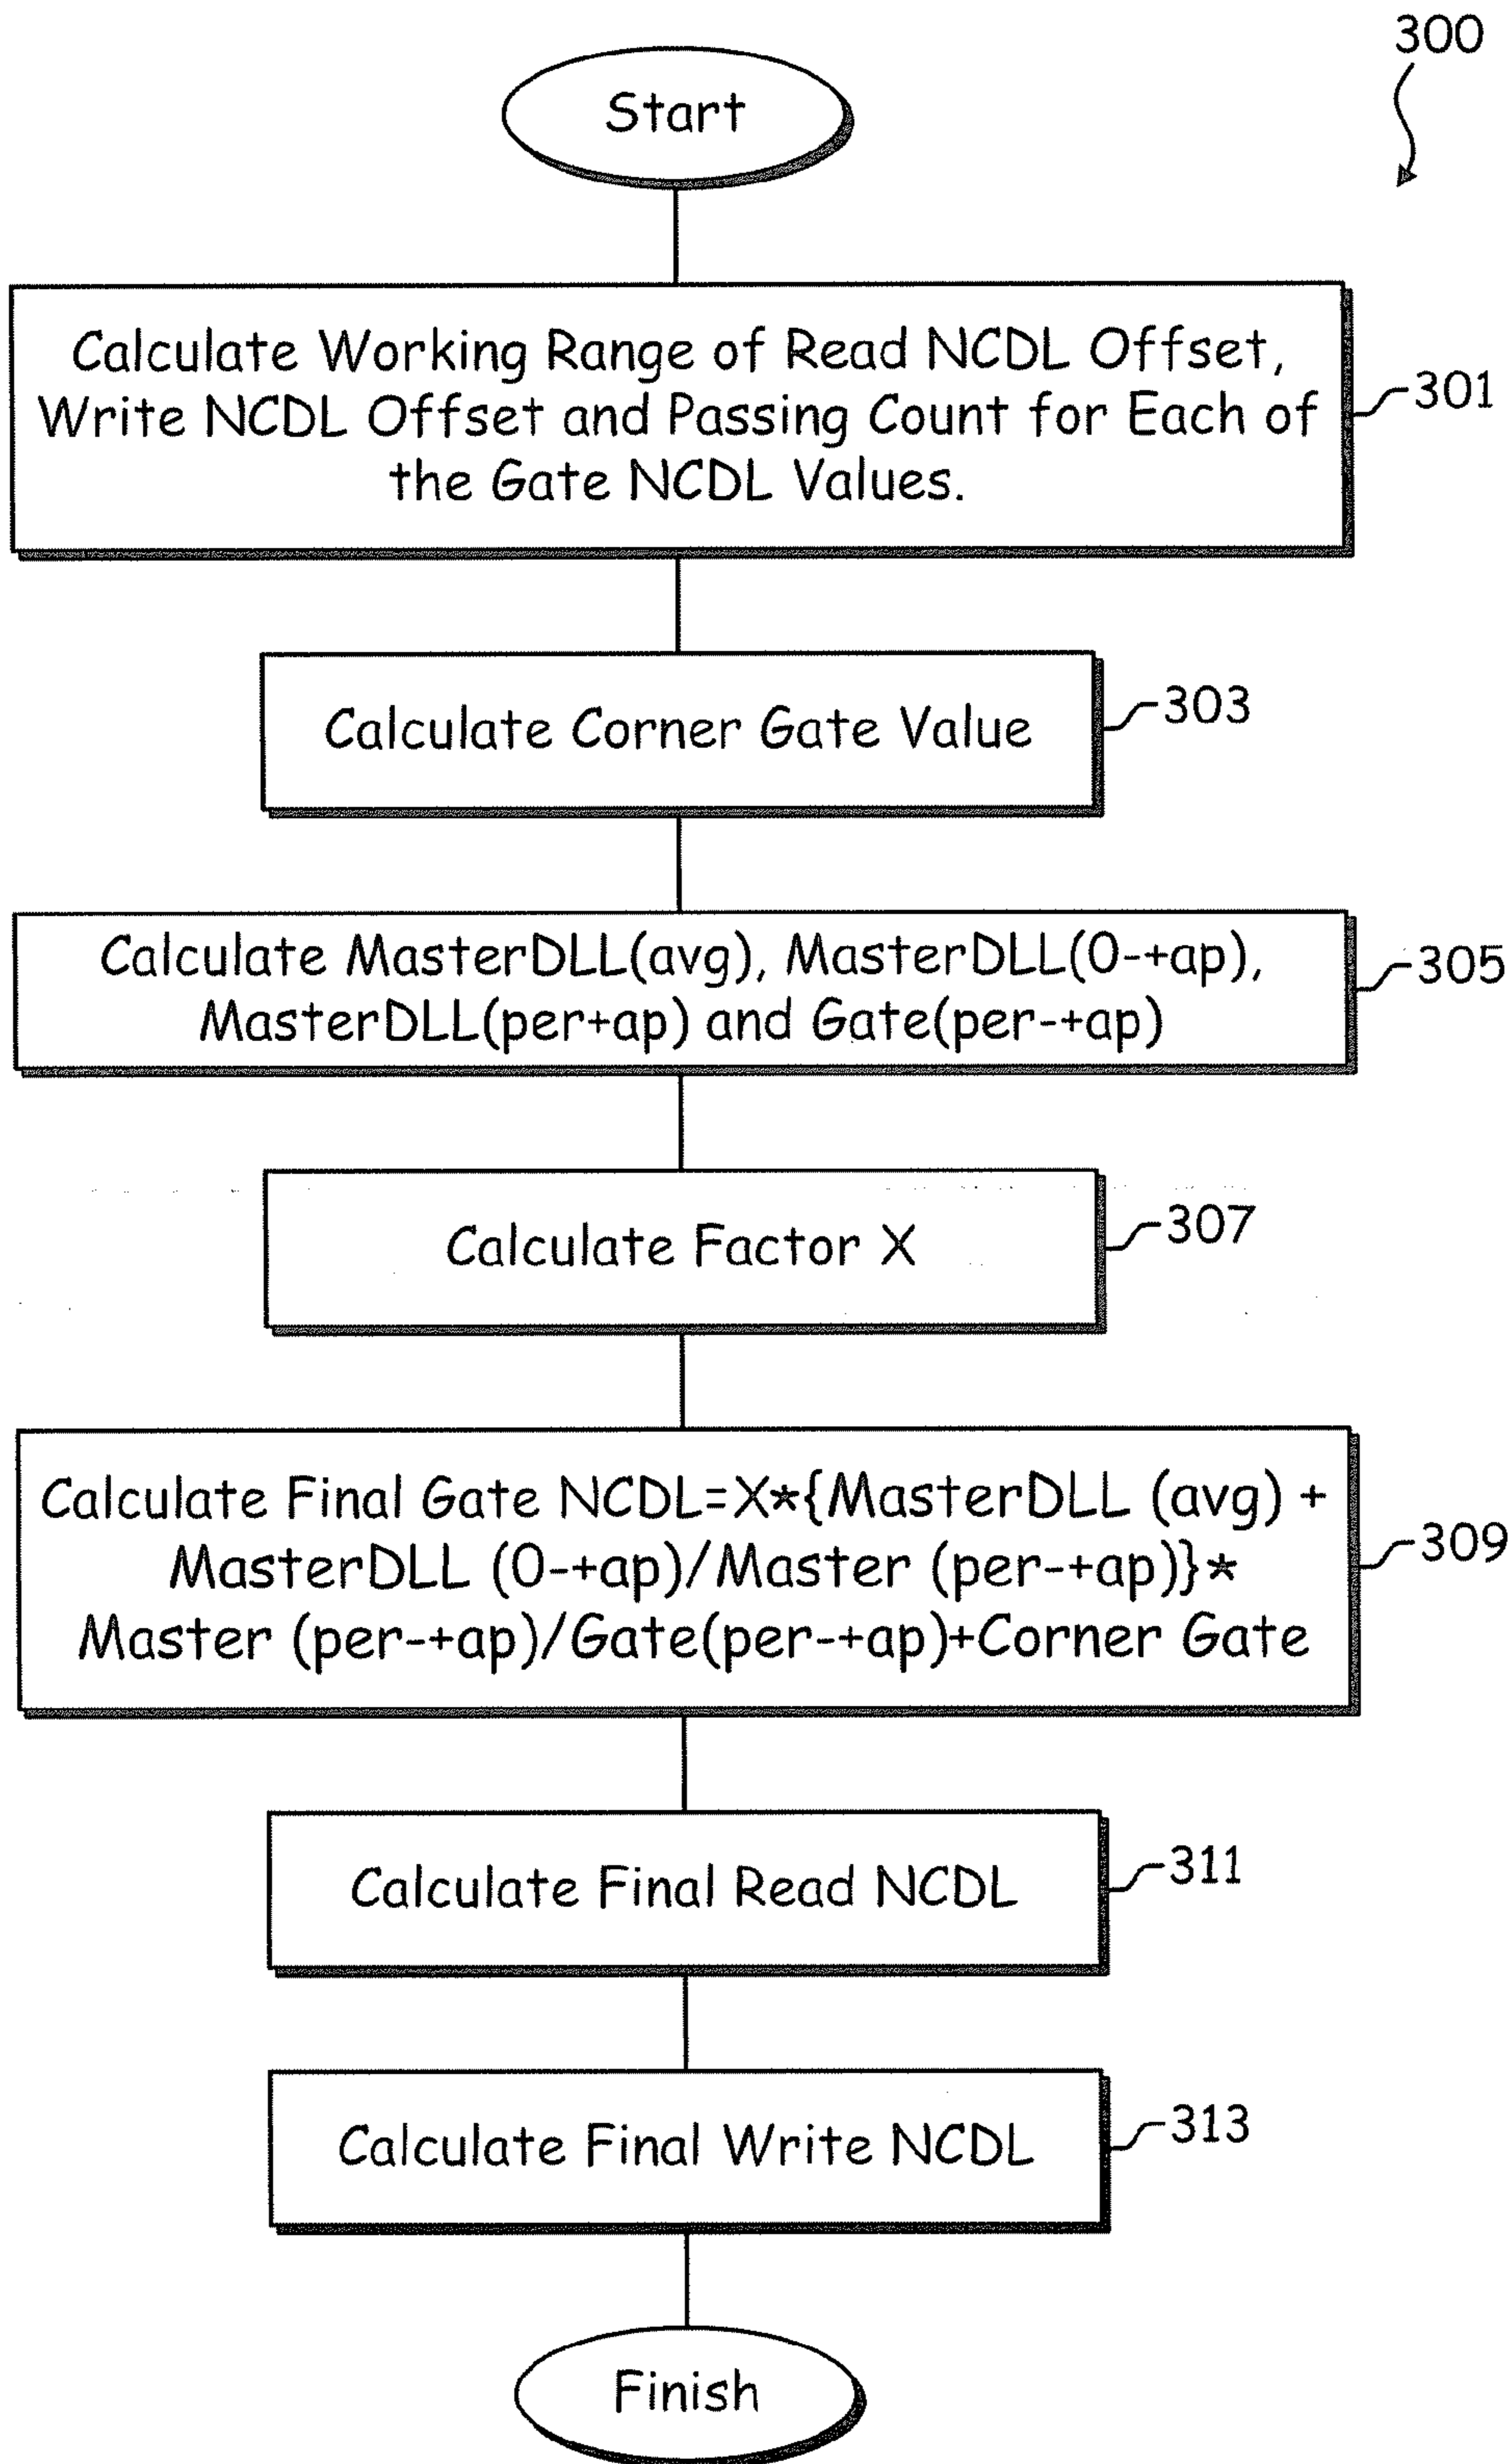 300
Start
Calculate Working Range of Read NCDL Offset,
Write NCDL Offset and Passing Count for Each of
the Gate NCDL Values.
301
Calculate Corner Gate Value
303
Calculate MasterDLL(avg), MasterDLL(0-+ap),
MasterDLL(per+ap) and Gate(per-+ap)
305
Calculate Factor X
307
Calculate Final Gate NCDL=X*{MasterDLL (avg) +
MasterDLL (0-+ap)/Master (per-+ap)}*
Master (per-+ap)/Gate(per-+ap)+Corner Gate
309
Calculate Final Read NCDL
311
Calculate Final Write NCDL
313
Finish